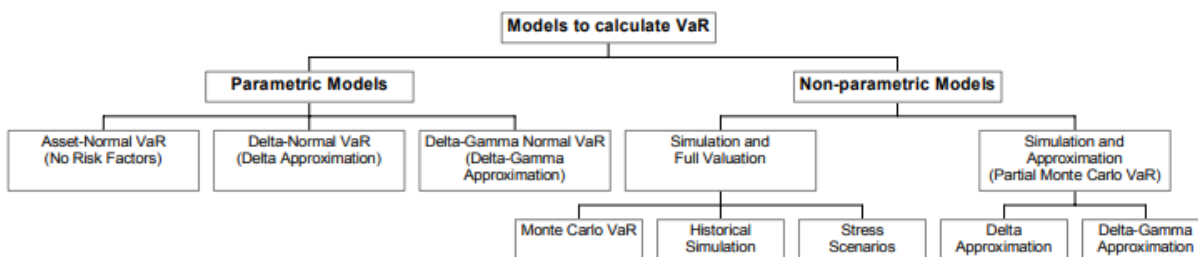 Models to calculate VaR
Parametric Models
Non-parametric Models
Asset-Normal VaR
(No Risk Factors)
Delta-Normal VaR
(Delta Approximation)
Delta-Gamma Normal VaR
(Delta-Gamma
Approximation)
Simulation and
Full Valuation
Simulation and
Approximation
(Partial Monte Carlo VaR)
Monte Carlo VaR
Historical
Simulation
Stress
Scenarios
Delta
Approximation
Delta-Gamma
Approximation